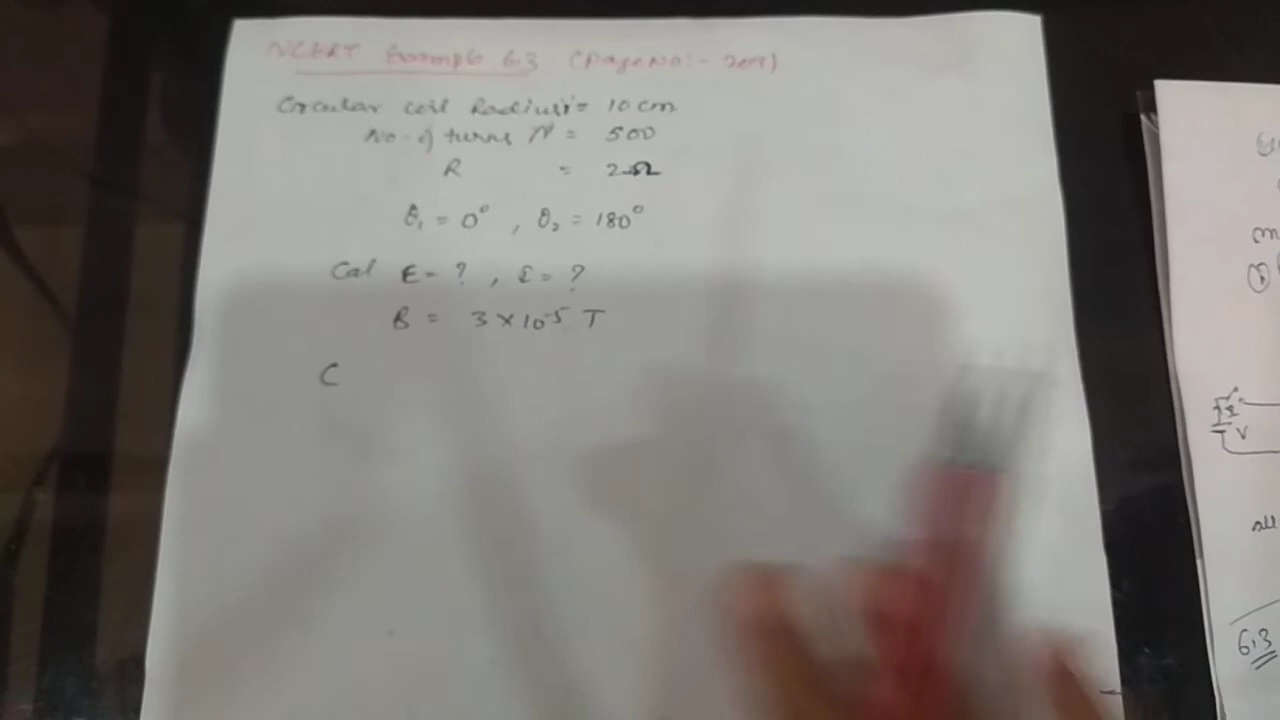 NCERT Example 6.3 (Page No:- 209)
Circular coil Radius = 10 cm
No. of turns N = 500
R = 2Ω
θ₁ = 0° , θ₂ = 180°
Cal E = ? , I = ?
B = 3 × 10⁻⁵ T
C
V
all
6.3